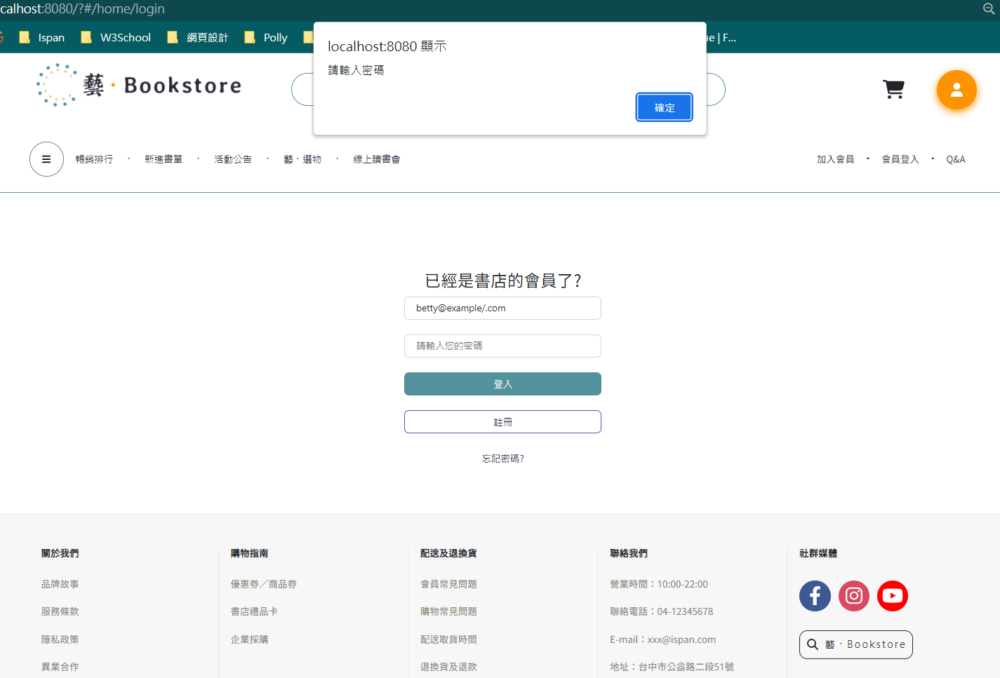 calhost:8080/?#/home/login
Ispan
W3School
網頁設計
Polly
ue | F...
localhost:8080 顯示
請輸入密碼
確定
藝・Bookstore
暢銷排行 · 新進書單 · 活動公告 · 藝・選物 · 線上讀書會
加入會員 • 會員登入 • Q&A
已經是書店的會員了?
betty@example/.com
請輸入您的密碼
登入
註冊
忘記密碼?
關於我們
品牌故事
服務條款
隱私政策
異業合作
購物指南
優惠券／商品券
書店禮品卡
企業採購
配送及退換貨
會員常見問題
購物常見問題
配送取貨時間
退換貨及退款
聯絡我們
營業時間：10:00-22:00
聯絡電話：04-12345678
E-mail：xxx@ispan.com
地址：台中市公益路二段51號
社群媒體
藝・Bookstore